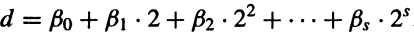 d = β₀ + β₁ · 2 + β₂ · 2² + ⋯ + βₛ · 2ˢ